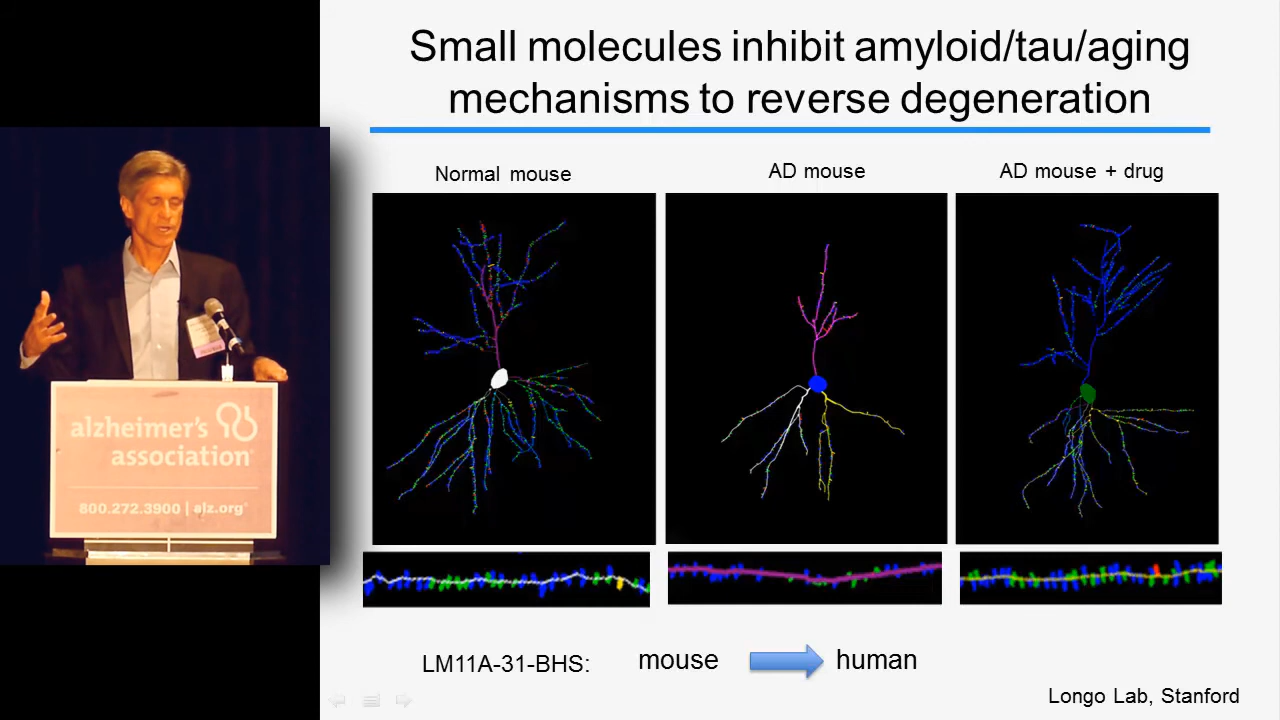 Small molecules inhibit amyloid/tau/aging
mechanisms to reverse degeneration
Normal mouse
AD mouse
AD mouse + drug
alzheimer's
association
800.272.3900 | alz.org
LM11A-31-BHS:
mouse
human
Longo Lab, Stanford